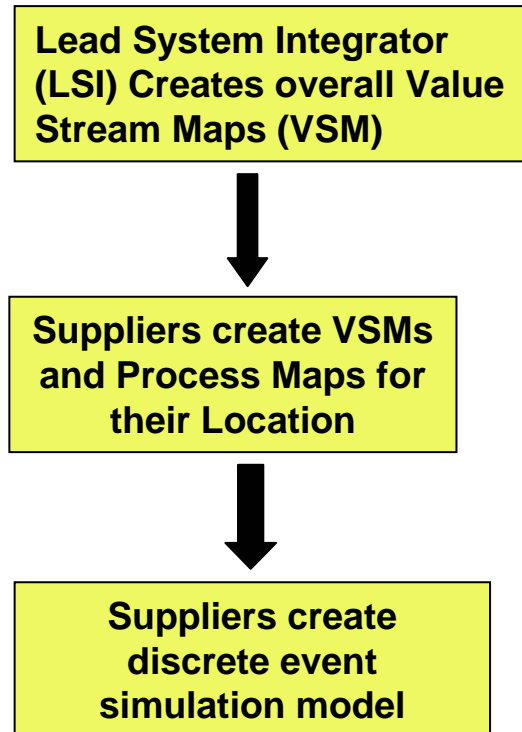 Lead System Integrator
(LSI) Creates overall Value
Stream Maps (VSM)
Suppliers create VSMs
and Process Maps for
their Location
Suppliers create
discrete event
simulation model